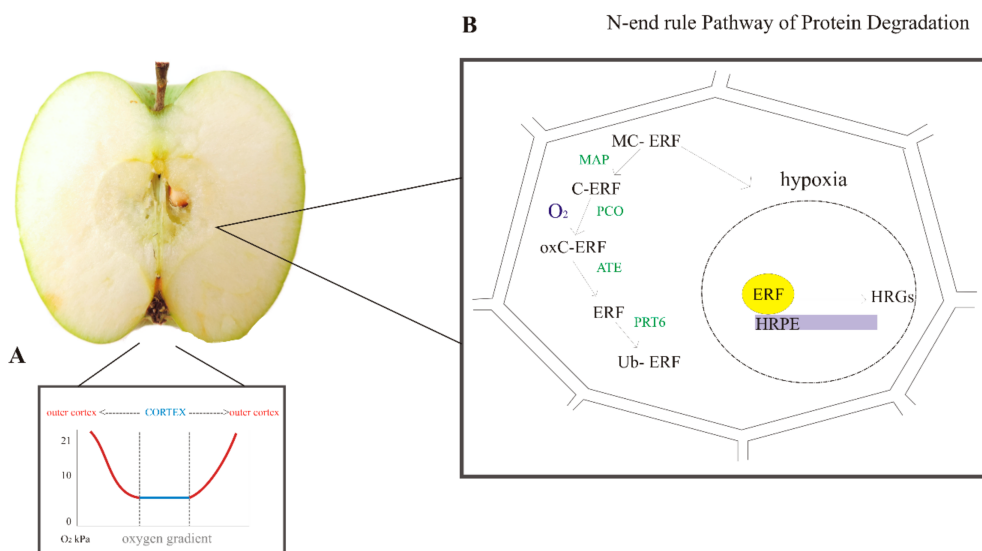 B
N-end rule Pathway of Protein Degradation
MC- ERF
MAP
C-ERF
O₂
PCO
oxC-ERF
ATE
ERF
PRT6
Ub- ERF
hypoxia
ERF
HRGs
HRPE
A
outer cortex
CORTEX
outer cortex
21
10
0
O₂ kPa
oxygen gradient